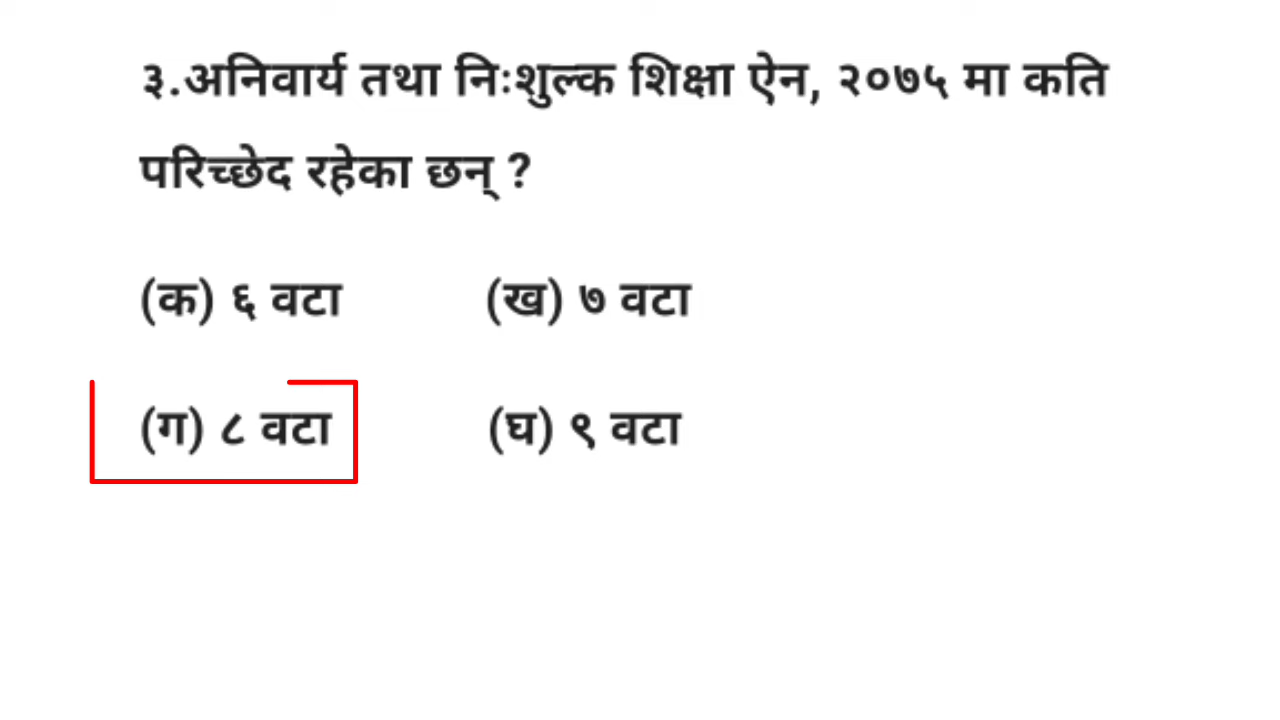 ३.अनिवार्य तथा निःशुल्क शिक्षा ऐन, २०७५ मा कति
परिच्छेद रहेका छन् ?
(क) ६ वटा (ख) ७ वटा
(ग) ८ वटा (घ) ९ वटा